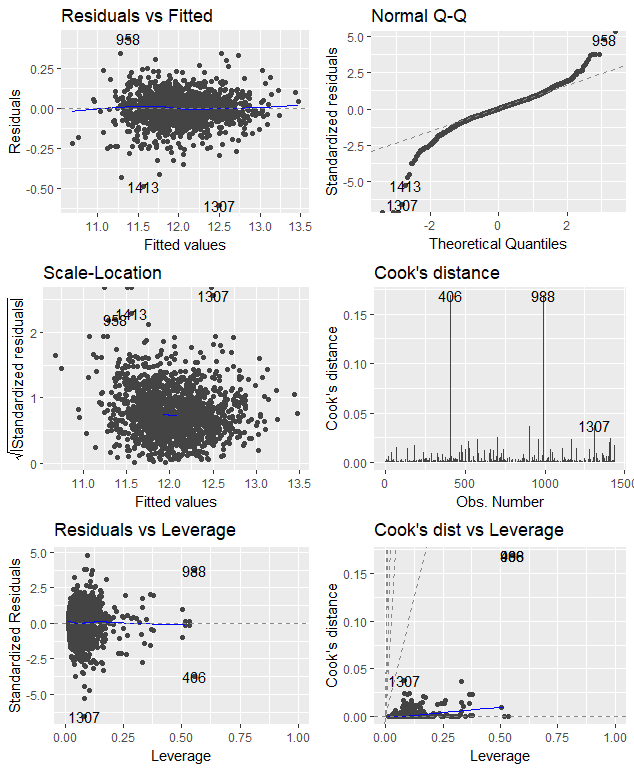 Residuals vs Fitted
Residuals
0.25
0.00
-0.25
-0.50
958
1413
1307
11.0 11.5 12.0 12.5 13.0 13.5
Fitted values
Normal Q-Q
Standardized residuals
5.0
2.5
0.0
-2.5
-5.0
958
1413
1307
-2 0 2
Theoretical Quantiles
Scale-Location
√|Standardized residuals|
2
1
0
958
1413
1307
11.0 11.5 12.0 12.5 13.0 13.5
Fitted values
Cook's distance
Cook's distance
0.15
0.10
0.05
0.00
406
988
1307
0 500 1000 1500
Obs. Number
Residuals vs Leverage
Standardized Residuals
5.0
2.5
0.0
-2.5
-5.0
988
406
1307
0.00 0.25 0.50 0.75 1.00
Leverage
Cook's dist vs Leverage
Cook's distance
0.15
0.10
0.05
0.00
1307
0.00 0.25 0.50 0.75 1.00
Leverage